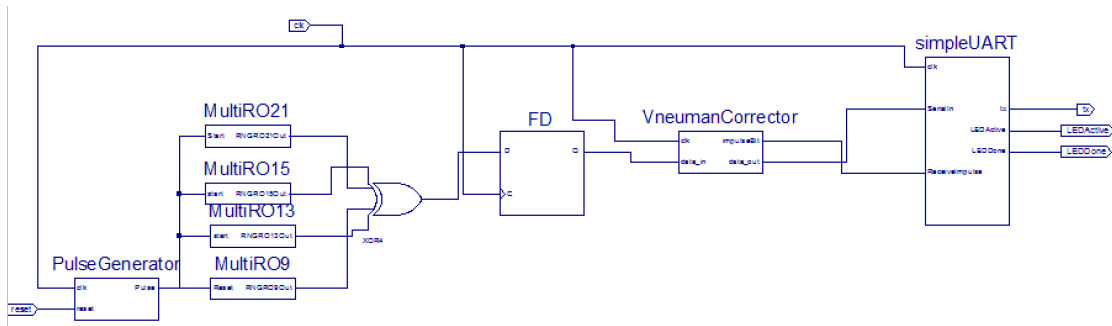 clk
simpleUART
clk
MultiRO21
Start RNGRO21Out
FD
D Q
C
VneumanCorrector
clk impulseBit
data_in data_out
SerialIn tx
tx
LEDActive
LEDActive
LEDDone
LEDDone
ReceiveImpulse
MultiRO15
start RNGRO15Out
MultiRO13
start RNGRO13Out
XOR4
PulseGenerator
clk Pulse
reset
reset
MultiRO9
Reset RNGRO9Out